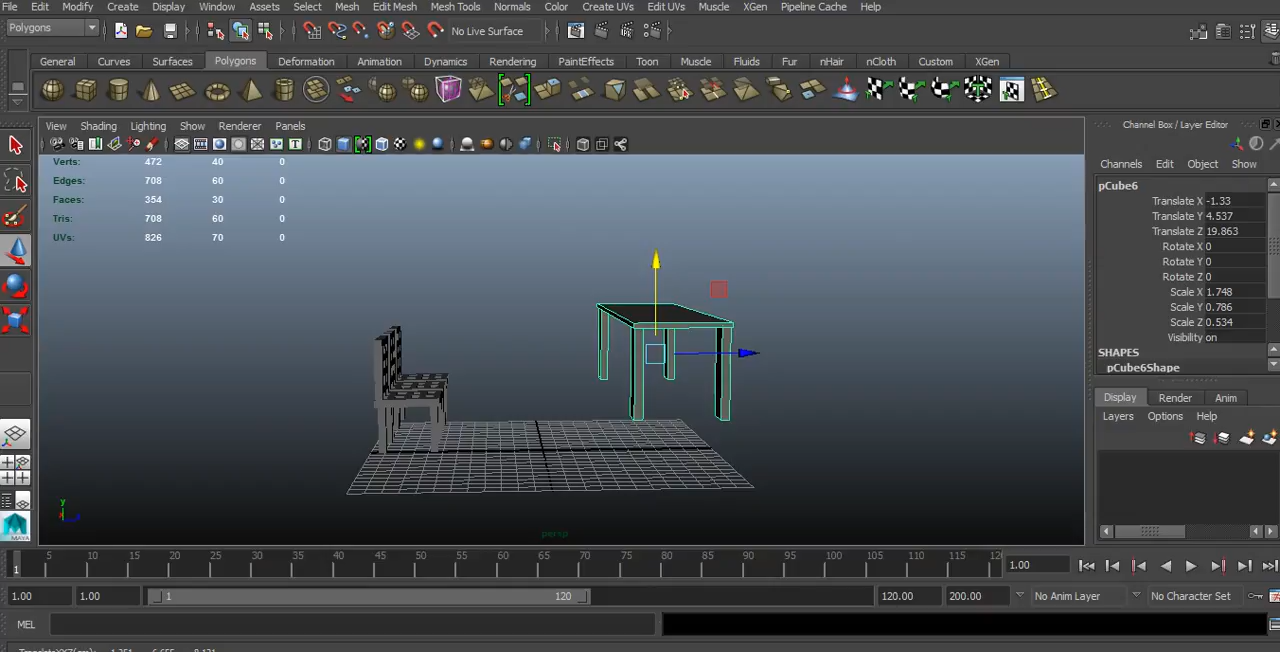 File Edit Modify Create Display Window Assets Select Mesh Edit Mesh Mesh Tools Normals Color Create UVs Edit UVs Muscle XGen Pipeline Cache Help
Polygons No Live Surface
General Curves Surfaces Polygons Deformation Animation Dynamics Rendering PaintEffects Toon Muscle Fluids Fur nHair nCloth Custom XGen
View Shading Lighting Show Renderer Panels
Channel Box / Layer Editor
Channels Edit Object Show
Verts: 472 40 0
Edges: 708 60 0
Faces: 354 30 0
Tris: 708 60 0
UVs: 826 70 0
pCube6
Translate X -1.33
Translate Y 4.537
Translate Z 19.863
Rotate X 0
Rotate Y 0
Rotate Z 0
Scale X 1.748
Scale Y 0.786
Scale Z 0.534
Visibility on
SHAPES
pCube6Shape
Display Render Anim
Layers Options Help
y
persp
MAYA
5 10 15 20 25 30 35 40 45 50 55 60 65 70 75 80 85 90 95 100 105 110 115 12
1 1.00
1.00 1.00 1 120 120.00 200.00 No Anim Layer No Character Set
MEL